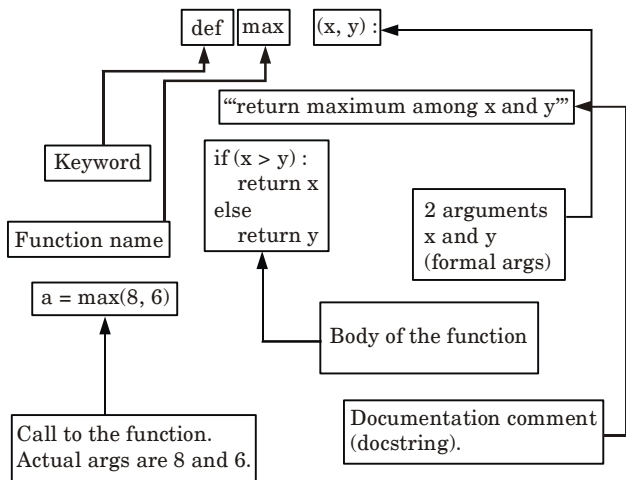 def max (x, y) :
“‘return maximum among x and y’”
Keyword
if (x > y) :
return x
else
return y
Function name
2 arguments
x and y
(formal args)
a = max(8, 6)
Body of the function
Call to the function.
Actual args are 8 and 6.
Documentation comment
(docstring).